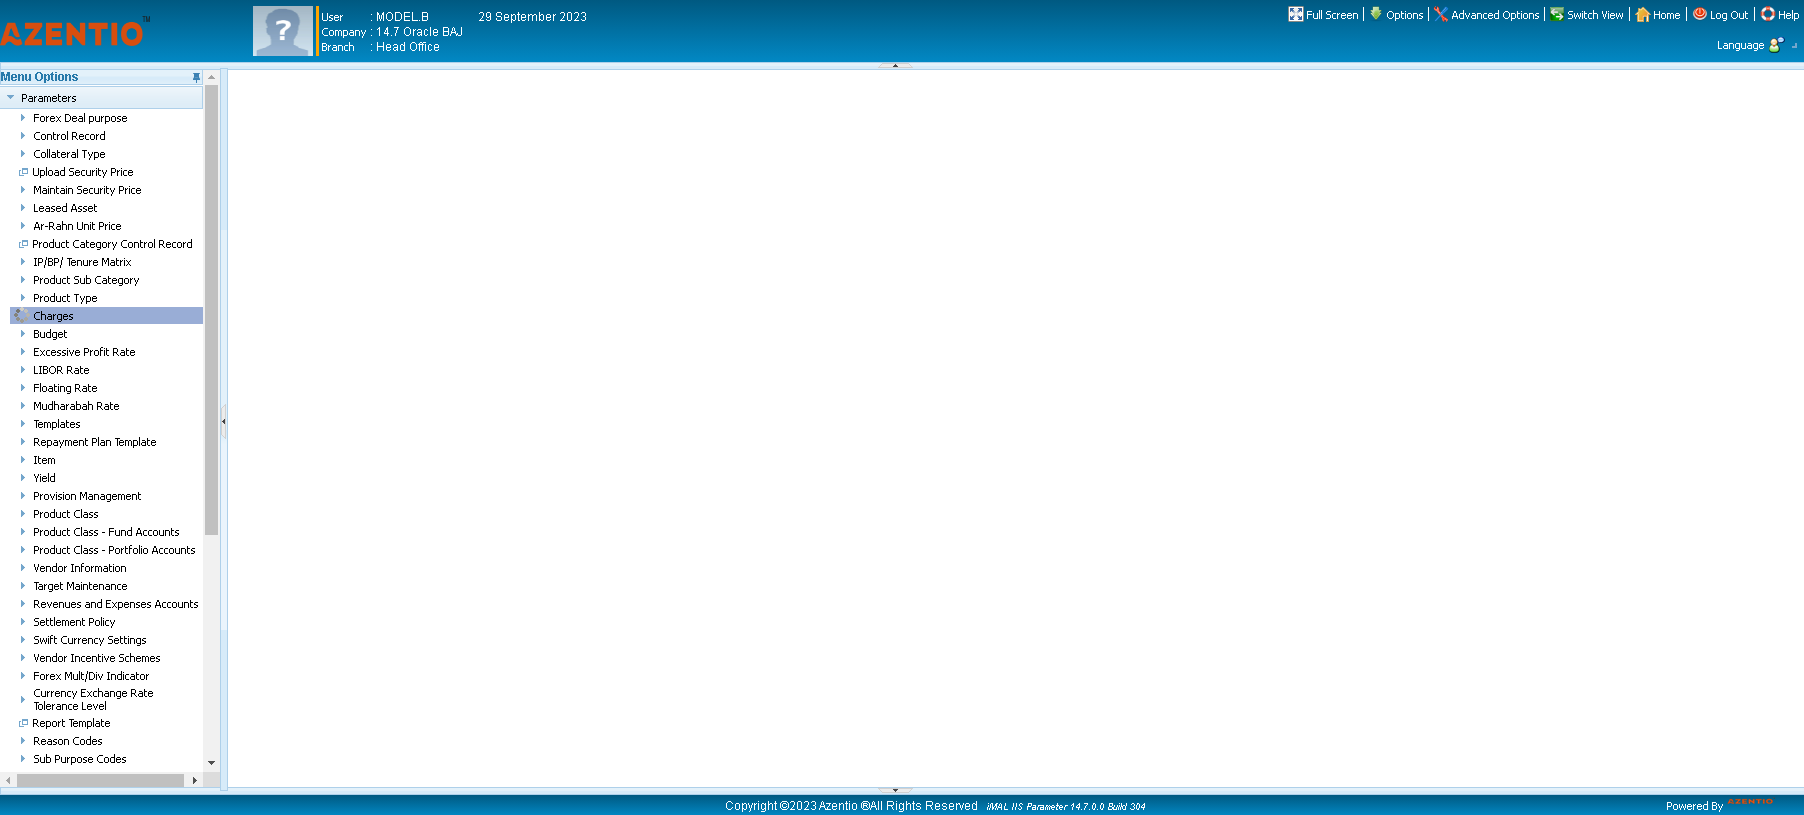 AZENTIO™
User : MODEL.B 29 September 2023
Company : 14.7 Oracle BAJ
Branch : Head Office
Full Screen | Options | Advanced Options | Switch View | Home | Log Out | Help
Language
Menu Options
Parameters
Forex Deal purpose
Control Record
Collateral Type
Upload Security Price
Maintain Security Price
Leased Asset
Ar-Rahn Unit Price
Product Category Control Record
IP/BP/ Tenure Matrix
Product Sub Category
Product Type
Charges
Budget
Excessive Profit Rate
LIBOR Rate
Floating Rate
Mudharabah Rate
Templates
Repayment Plan Template
Item
Yield
Provision Management
Product Class
Product Class - Fund Accounts
Product Class - Portfolio Accounts
Vendor Information
Target Maintenance
Revenues and Expenses Accounts
Settlement Policy
Swift Currency Settings
Vendor Incentive Schemes
Forex Mult/Div Indicator
Currency Exchange Rate
Tolerance Level
Report Template
Reason Codes
Sub Purpose Codes
Copyright ©2023 Azentio ®All Rights Reserved iMAL IIS Parameter 14.7.0.0 Build 304
Powered By AZENTIO